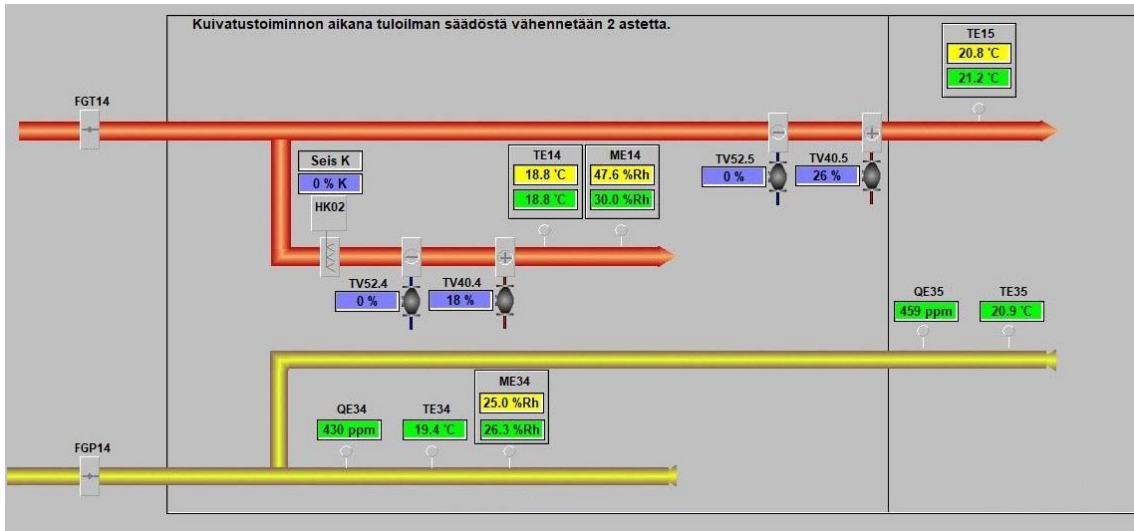 Kuivatustoiminnon aikana tuloilman säädöstä vähennetään 2 astetta.
TE15
20.8 °C
21.2 °C
FGT14
Seis K
0 % K
HK02
TE14
18.8 °C
18.8 °C
ME14
47.6 %Rh
30.0 %Rh
TV52.5
0 %
TV40.5
26 %
TV52.4
0 %
TV40.4
18 %
QE35
459 ppm
TE35
20.9 °C
ME34
25.0 %Rh
26.3 %Rh
QE34
430 ppm
TE34
19.4 °C
FGP14